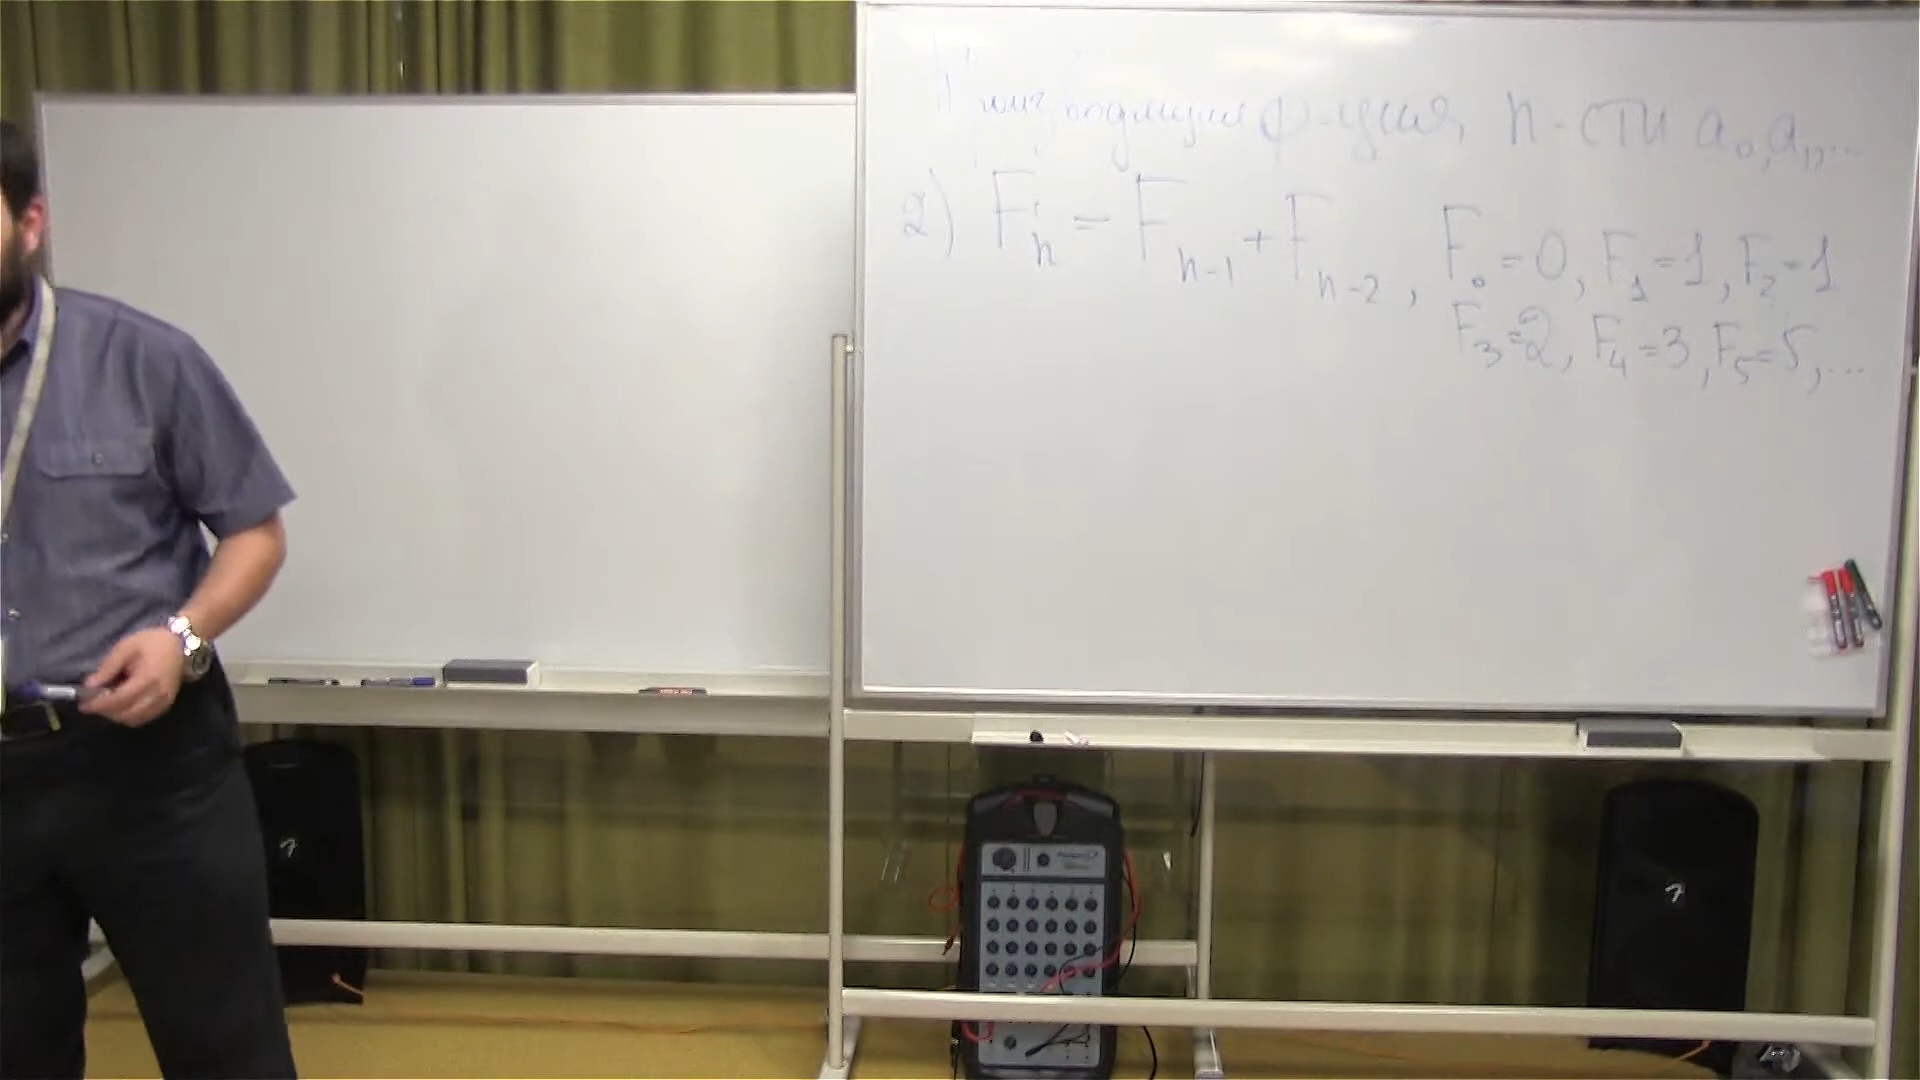 Производящая ф-ция п-сти a₀, a₁, ...
2) Fₙ = Fₙ₋₁ + Fₙ₋₂, F₀ = 0, F₁ = 1, F₂ = 1
F₃ = 2, F₄ = 3, F₅ = 5, ...